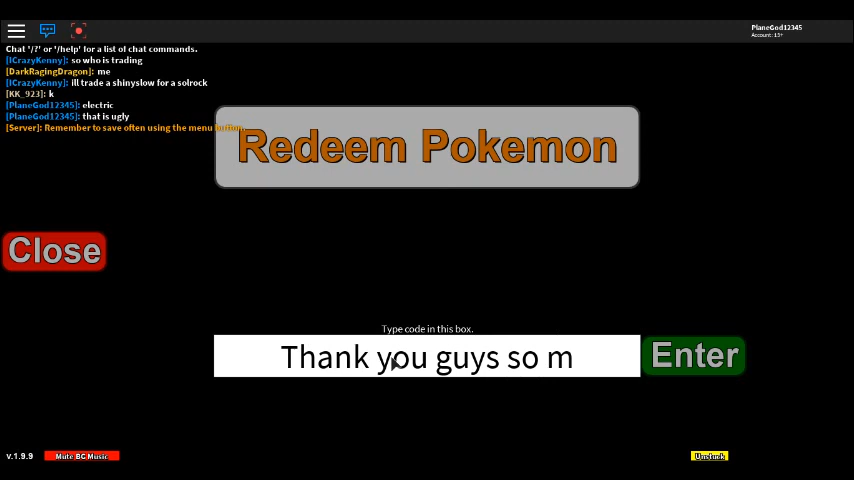 PlaneGod12345
Account: 13+
Chat '/?' or '/help' for a list of chat commands.
[ICrazyKenny]: so who is trading
[DarkRagingDragon]: me
[ICrazyKenny]: ill trade a shinyslow for a solrock
[KK_923]: k
[PlaneGod12345]: electric
[PlaneGod12345]: that is ugly
[Server]: Remember to save often using the menu button.
Redeem Pokemon
Close
Type code in this box.
Thank you guys so m
Enter
v.1.9.9
Mute BC Music
Unstuck